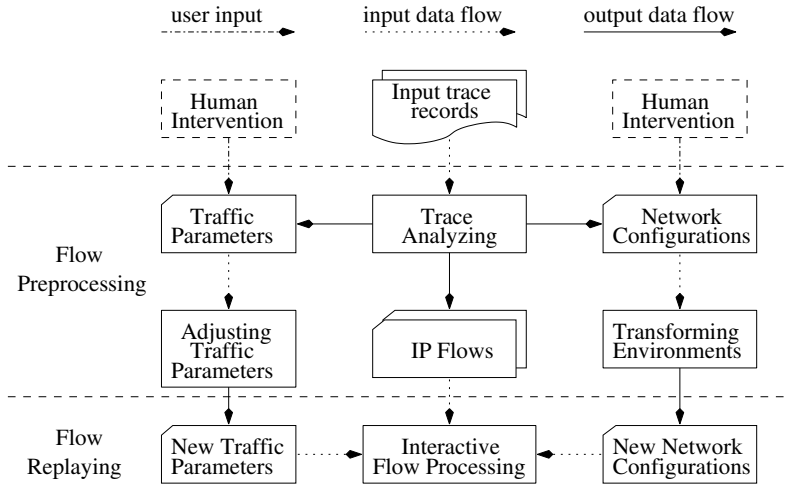 user input
input data flow
output data flow
Human
Intervention
Input trace
records
Human
Intervention
Traffic
Parameters
Trace
Analyzing
Network
Configurations
Flow
Preprocessing
Adjusting
Traffic
Parameters
IP Flows
Transforming
Environments
Flow
Replaying
New Traffic
Parameters
Interactive
Flow Processing
New Network
Configurations